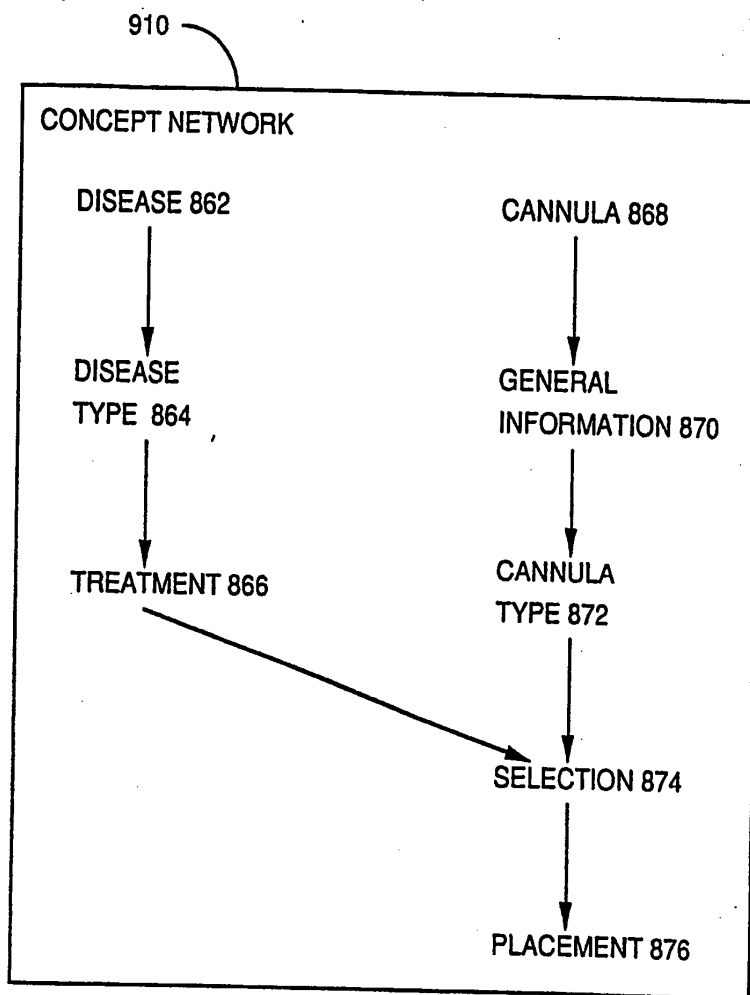 910
CONCEPT NETWORK
DISEASE 862
CANNULA 868
DISEASE
TYPE 864
GENERAL
INFORMATION 870
TREATMENT 866
CANNULA
TYPE 872
SELECTION 874
PLACEMENT 876